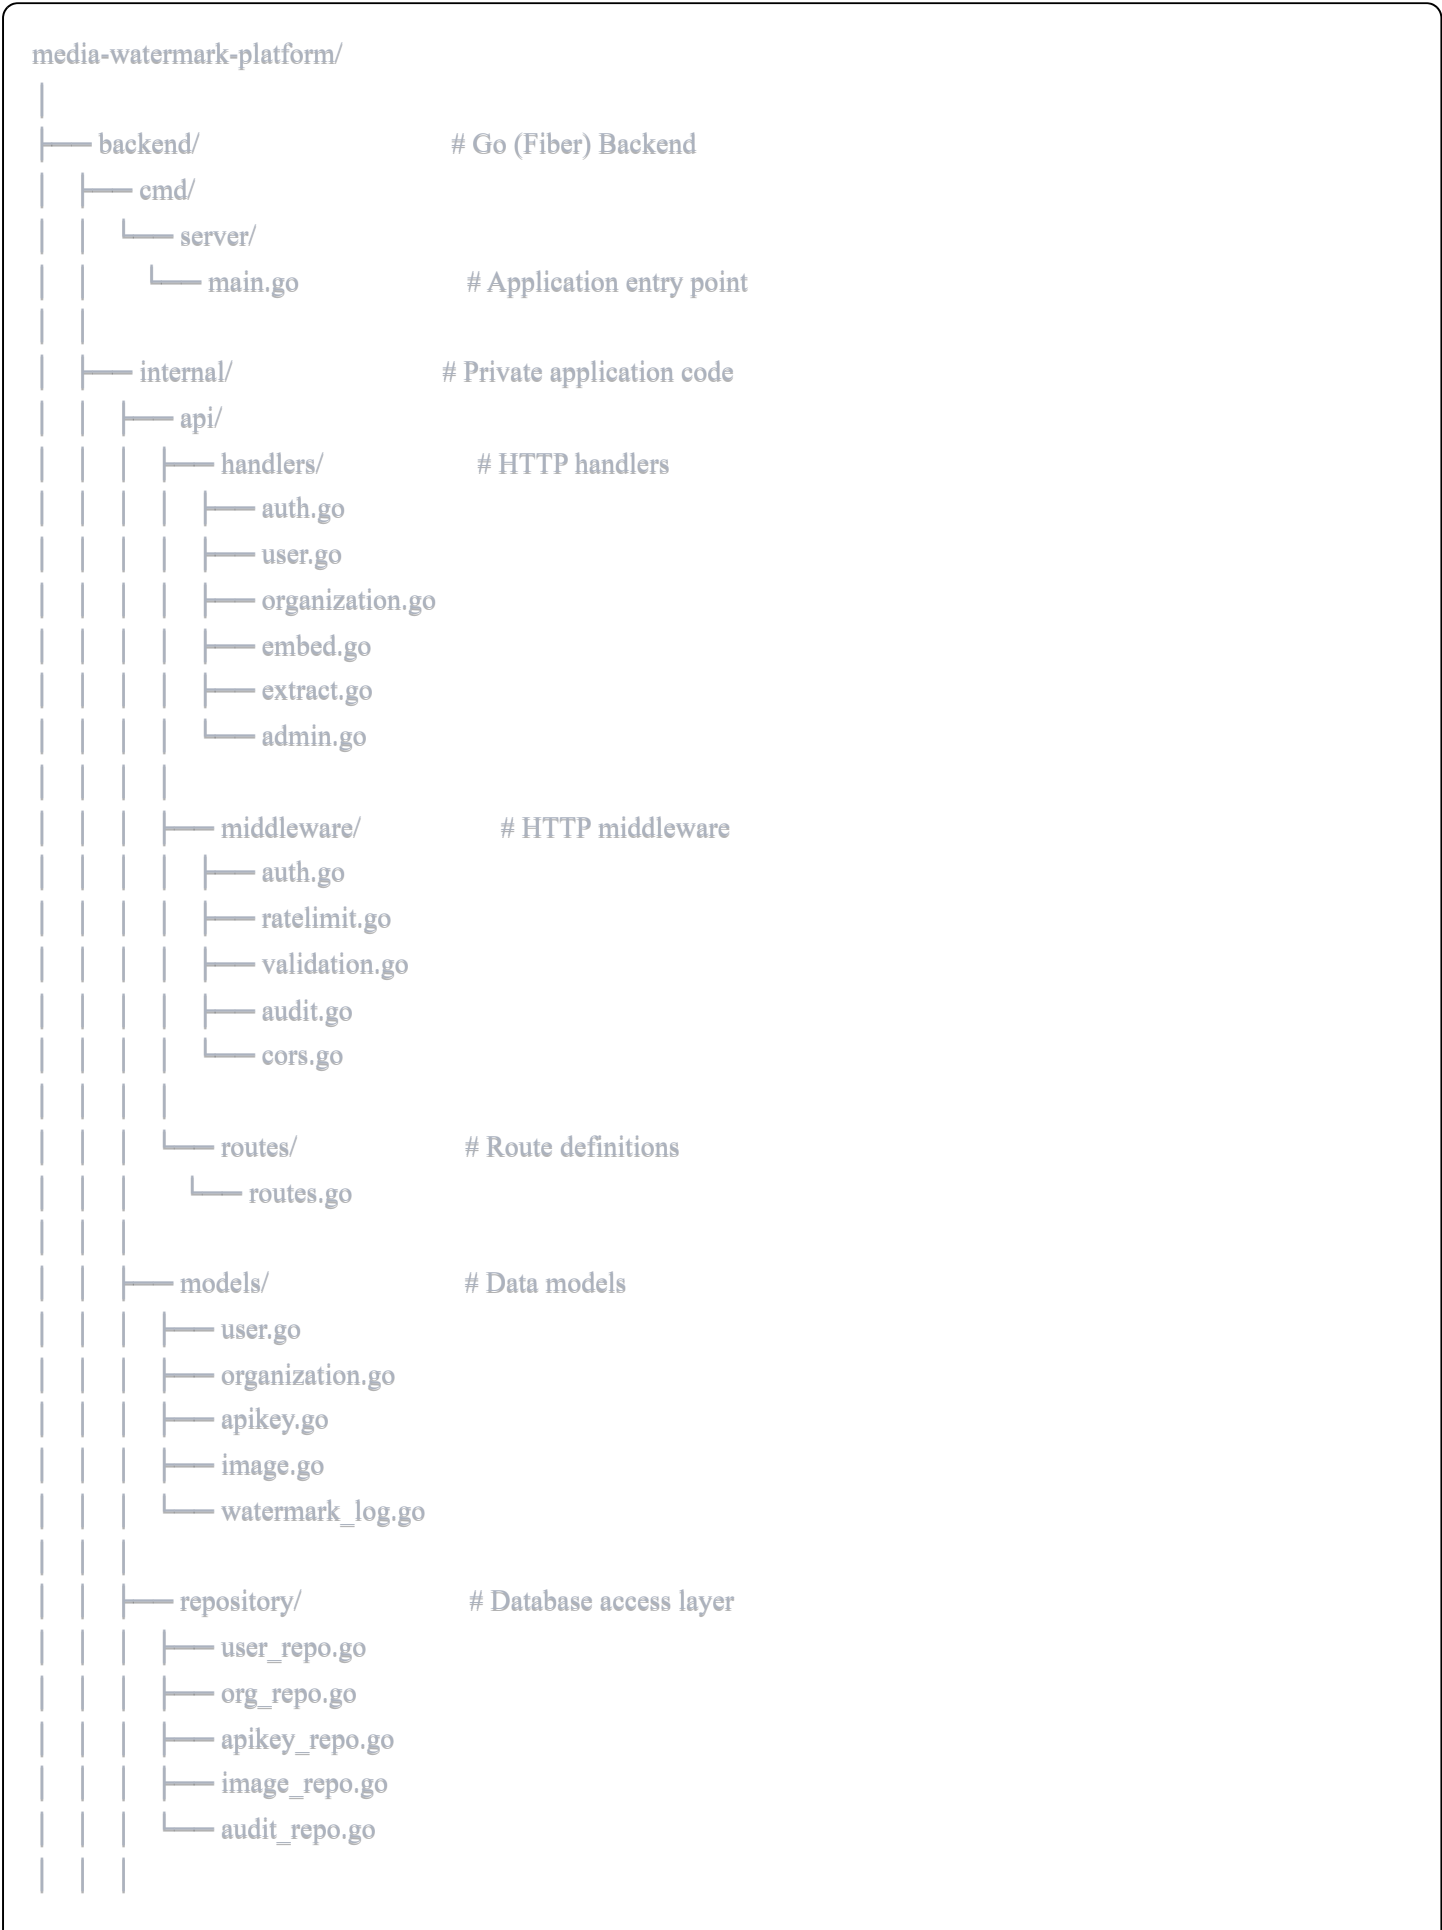 media-watermark-platform/
│
├── backend/ # Go (Fiber) Backend
│ ├── cmd/
│ │ └── server/
│ │ └── main.go # Application entry point
│ │
│ ├── internal/ # Private application code
│ │ ├── api/
│ │ │ ├── handlers/ # HTTP handlers
│ │ │ │ ├── auth.go
│ │ │ │ ├── user.go
│ │ │ │ ├── organization.go
│ │ │ │ ├── embed.go
│ │ │ │ ├── extract.go
│ │ │ │ └── admin.go
│ │ │ │
│ │ │ ├── middleware/ # HTTP middleware
│ │ │ │ ├── auth.go
│ │ │ │ ├── ratelimit.go
│ │ │ │ ├── validation.go
│ │ │ │ ├── audit.go
│ │ │ │ └── cors.go
│ │ │ │
│ │ │ └── routes/ # Route definitions
│ │ │ └── routes.go
│ │ │
│ │ ├── models/ # Data models
│ │ │ ├── user.go
│ │ │ ├── organization.go
│ │ │ ├── apikey.go
│ │ │ ├── image.go
│ │ │ └── watermark_log.go
│ │ │
│ │ ├── repository/ # Database access layer
│ │ │ ├── user_repo.go
│ │ │ ├── org_repo.go
│ │ │ ├── apikey_repo.go
│ │ │ ├── image_repo.go
│ │ │ └── audit_repo.go
│ │ │